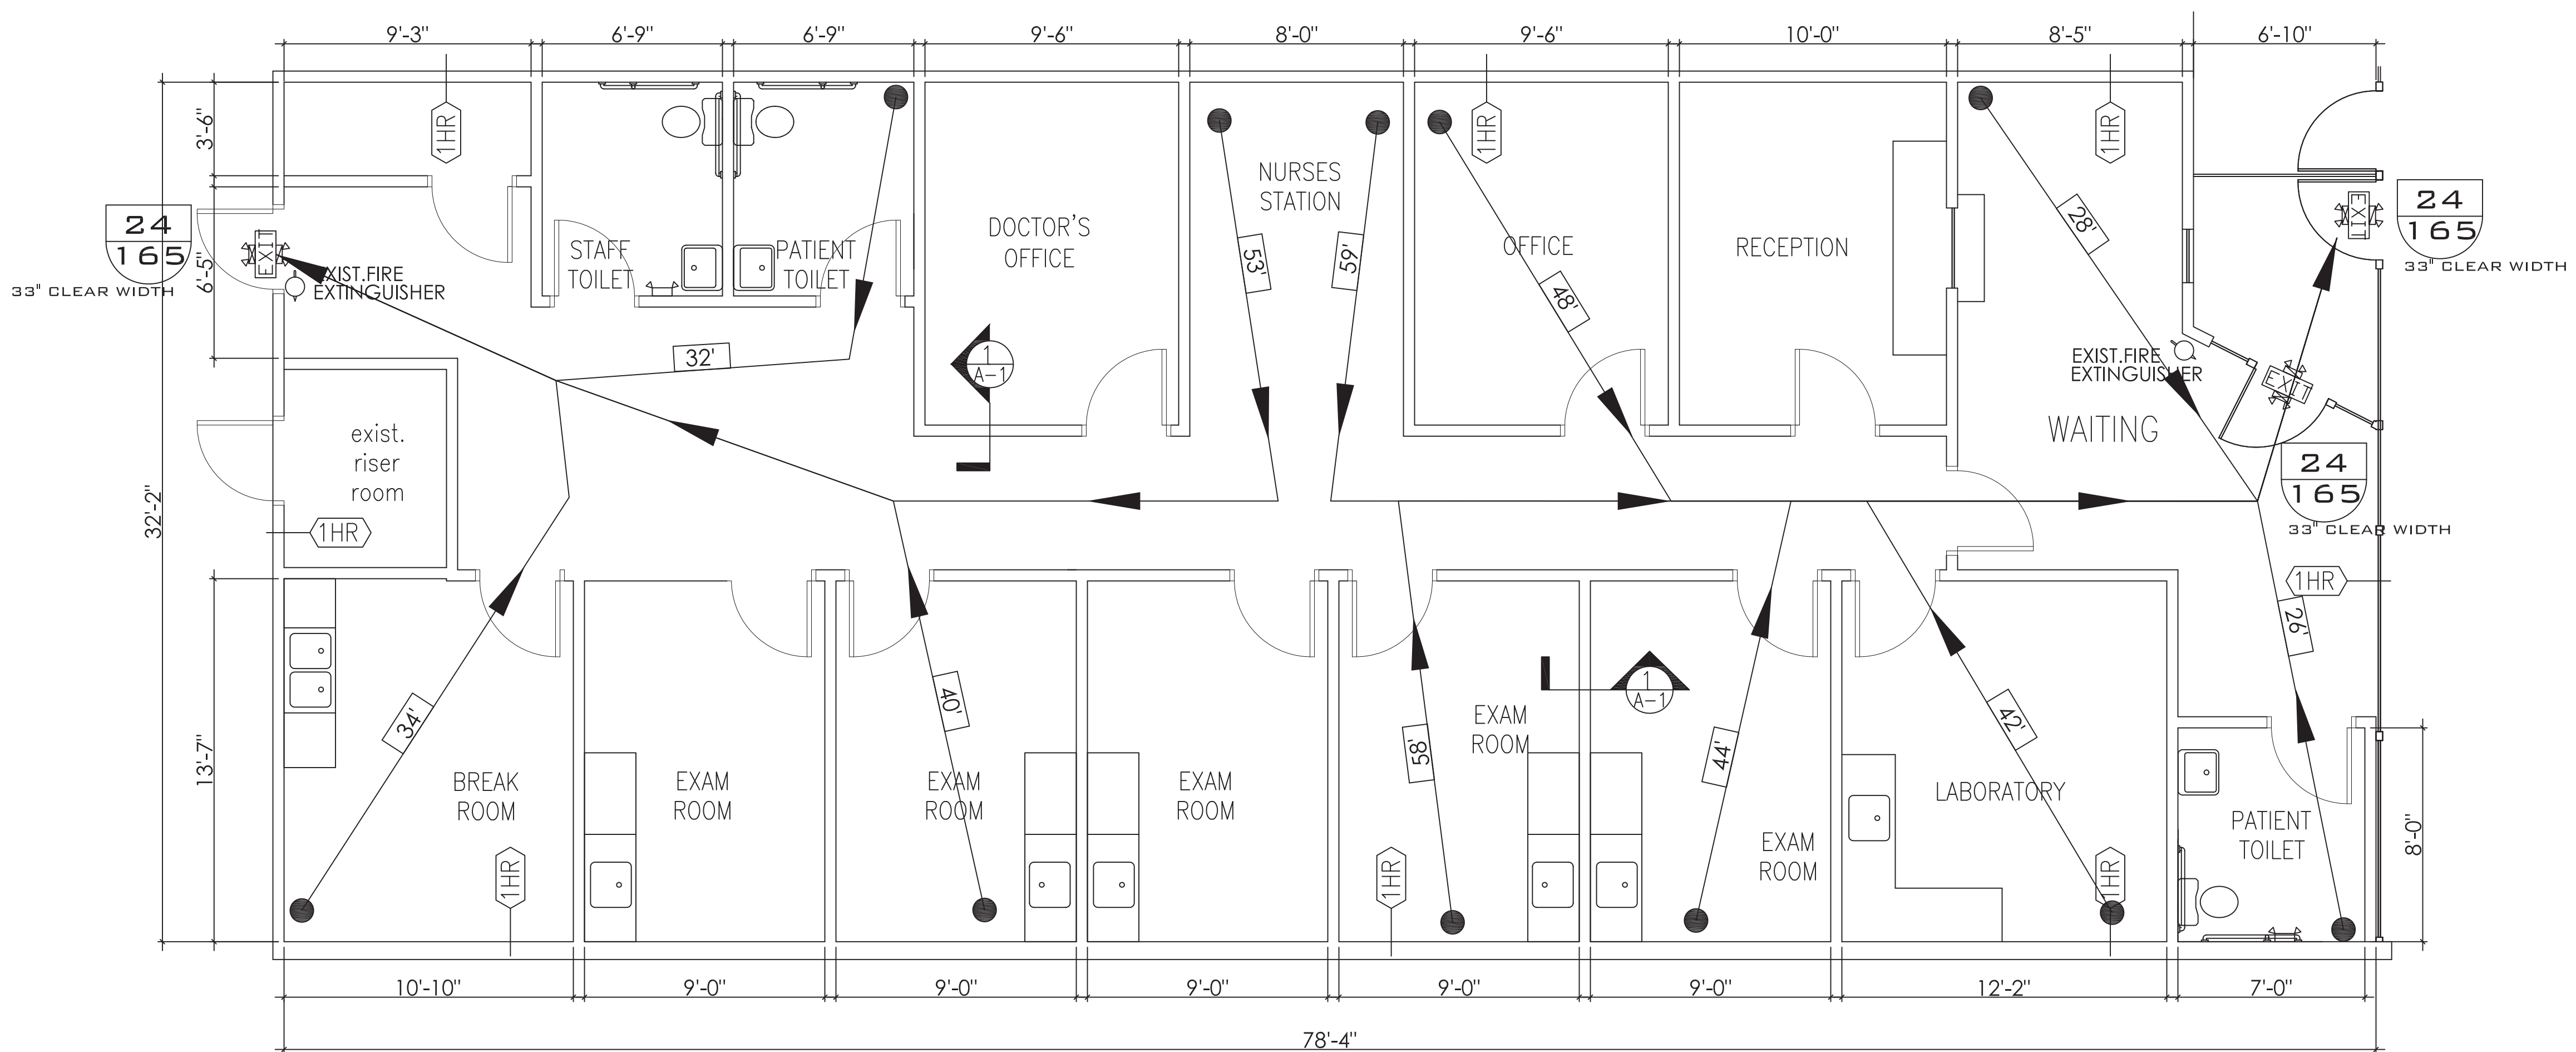 9'-3"
6'-9"
6'-9"
9'-6"
8'-0"
9'-6"
10'-0"
8'-5"
6'-10"
3'-6"
1HR
1HR
1HR
NURSES
STATION
24
165
33" CLEAR WIDTH
EXIT
6'-5"
EXIST.FIRE
EXTINGUISHER
STAFF
TOILET
PATIENT
TOILET
DOCTOR'S
OFFICE
53'
59'
OFFICE
48'
RECEPTION
28'
EXIT
24
165
33" CLEAR WIDTH
32'
1
A-1
EXIST.FIRE
EXTINGUISHER
EXIT
WAITING
24
165
33" CLEAR WIDTH
exist.
riser
room
32'-2"
1HR
1HR
26'
13'-7"
34'
BREAK
ROOM
EXAM
ROOM
40'
EXAM
ROOM
EXAM
ROOM
58'
EXAM
ROOM
1
A-1
44'
EXAM
ROOM
42'
LABORATORY
PATIENT
TOILET
8'-0"
1HR
1HR
1HR
10'-10"
9'-0"
9'-0"
9'-0"
9'-0"
9'-0"
12'-2"
7'-0"
78'-4"